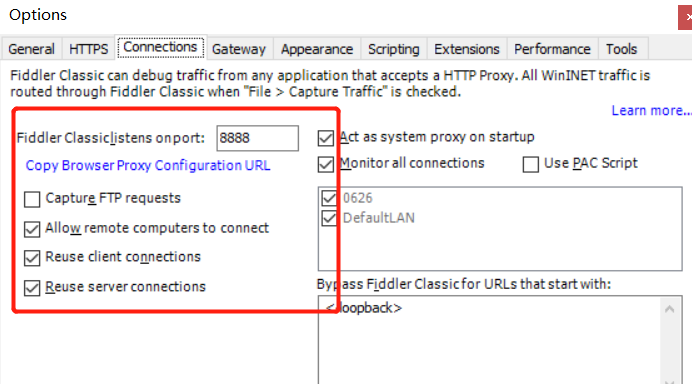 Options
General HTTPS Connections Gateway Appearance Scripting Extensions Performance Tools
Fiddler Classic can debug traffic from any application that accepts a HTTP Proxy. All WinINET traffic is
routed through Fiddler Classic when "File > Capture Traffic" is checked.
Learn more...
Fiddler Classic listens on port: 8888
Copy Browser Proxy Configuration URL
Capture FTP requests
Allow remote computers to connect
Reuse client connections
Reuse server connections
Act as system proxy on startup
Monitor all connections Use PAC Script
0626
DefaultLAN
Bypass Fiddler Classic for URLs that start with:
<loopback>